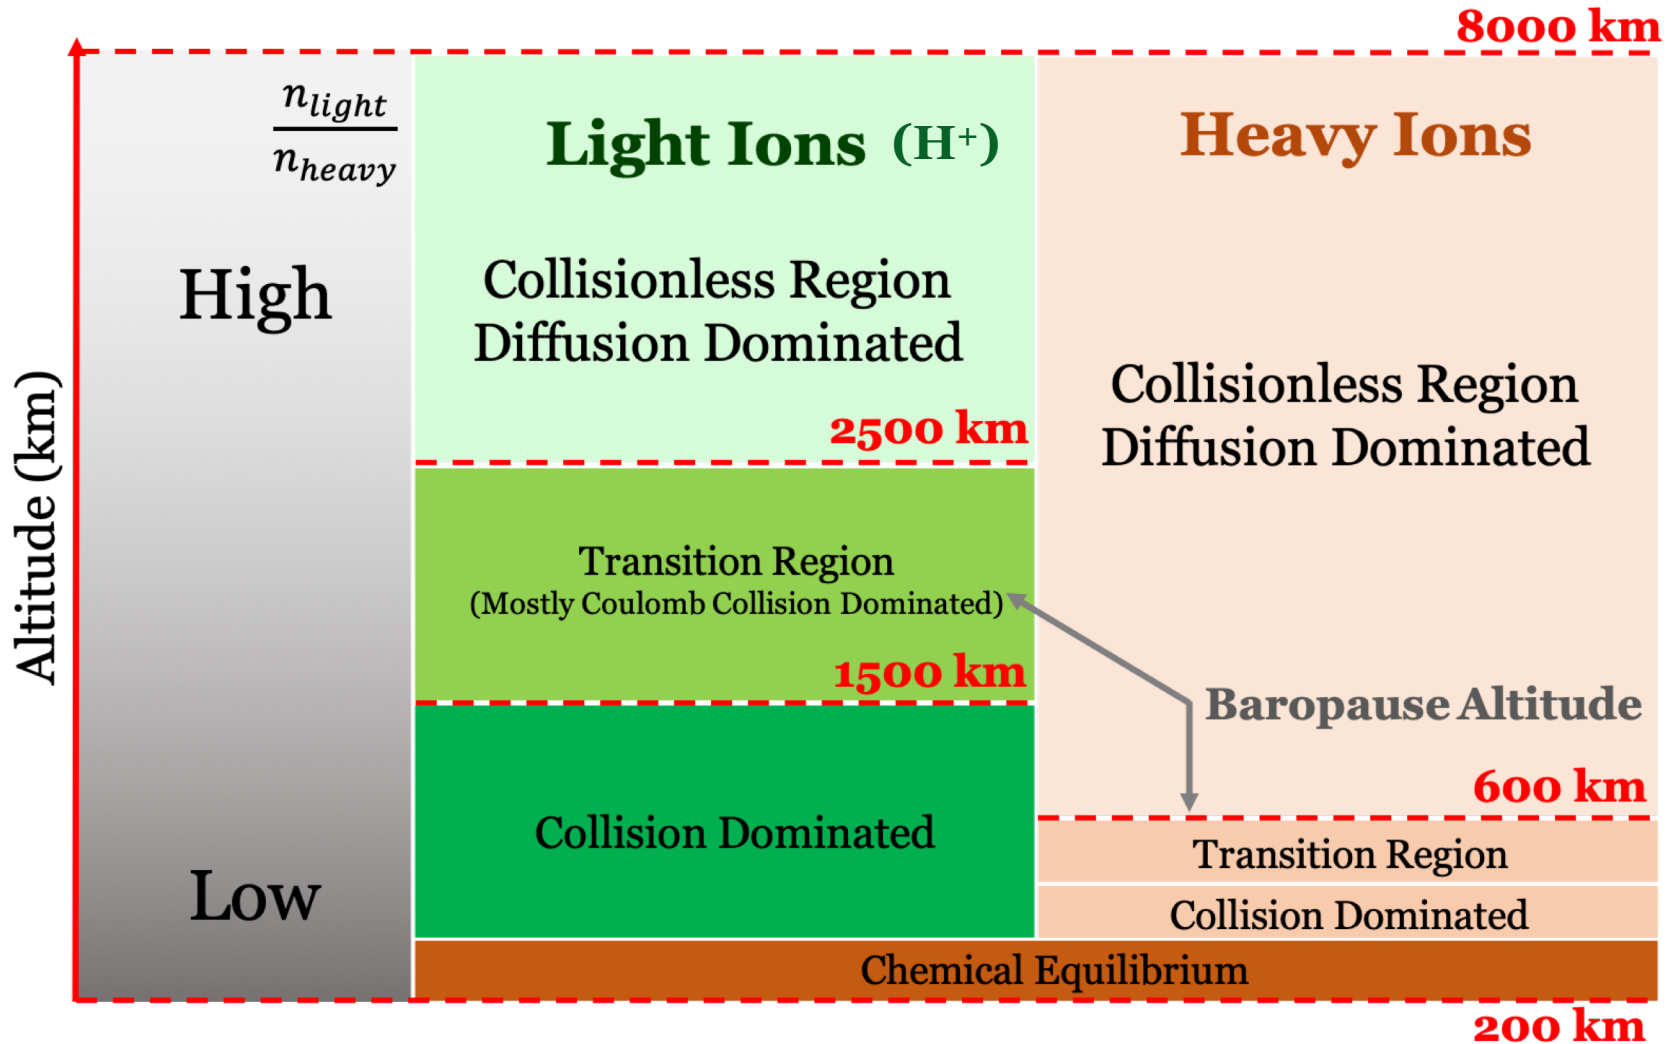 8000 km
n_light
n_heavy
High
Low
Altitude (km)
Light Ions (H⁺)
Collisionless Region
Diffusion Dominated
2500 km
Transition Region
(Mostly Coulomb Collision Dominated)
1500 km
Collision Dominated
Heavy Ions
Collisionless Region
Diffusion Dominated
Baropause Altitude
600 km
Transition Region
Collision Dominated
Chemical Equilibrium
200 km